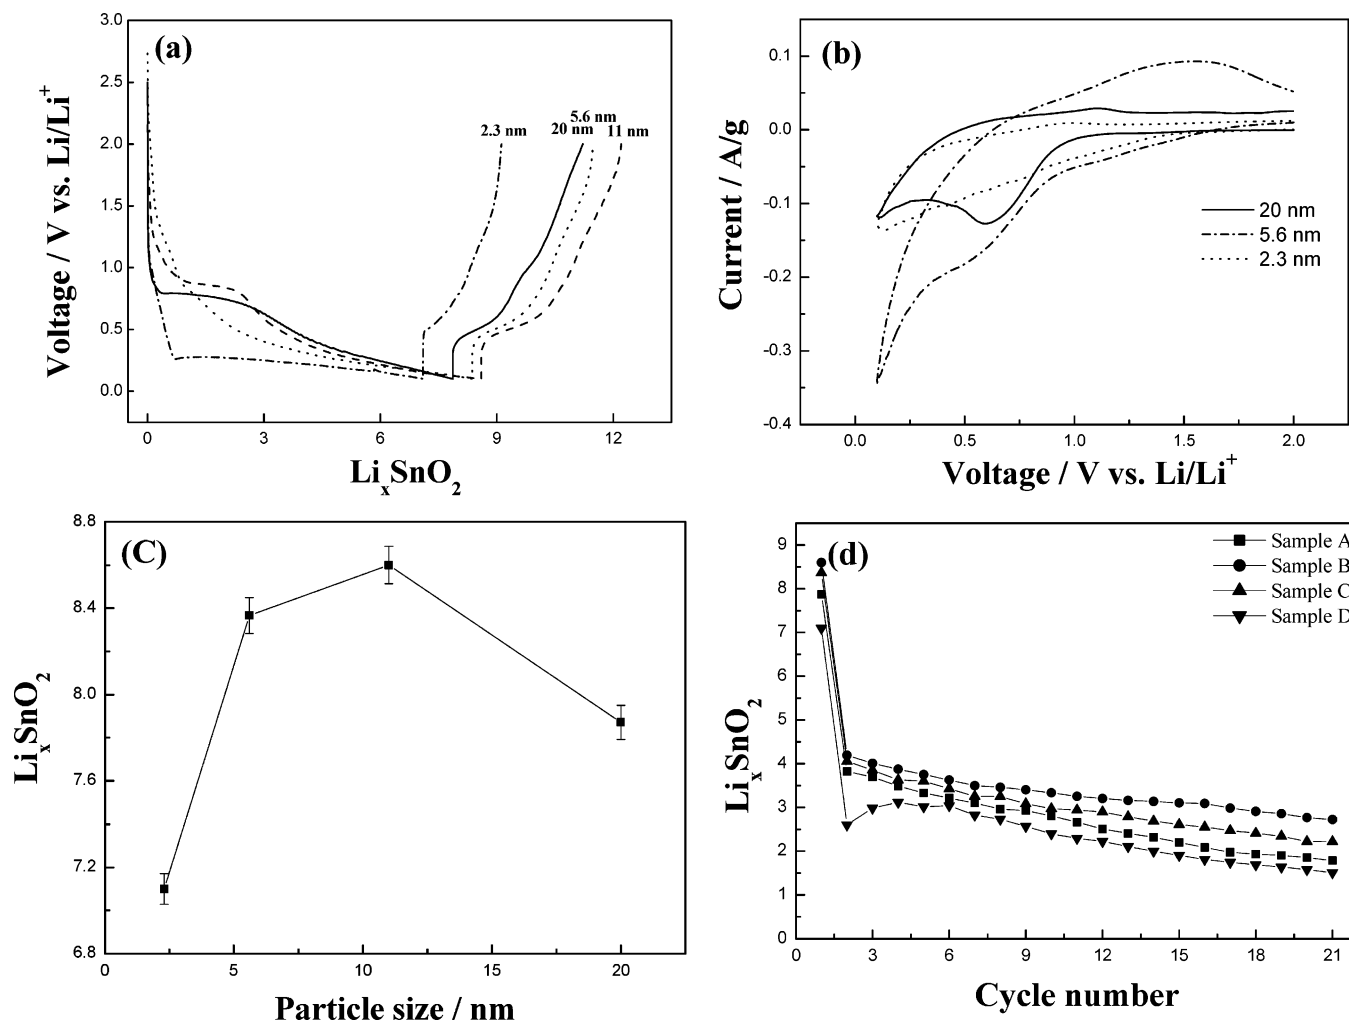 (a)
3.0
2.5
2.0
1.5
1.0
0.5
0.0
Voltage / V vs. Li/Li+
2.3 nm
5.6 nm
20 nm
11 nm
0 3 6 9 12
LixSnO2
(b)
0.1
0.0
-0.1
-0.2
-0.3
-0.4
Current / A/g
20 nm
5.6 nm
2.3 nm
0.0 0.5 1.0 1.5 2.0
Voltage / V vs. Li/Li+
(C)
8.8
8.4
8.0
7.6
7.2
6.8
LixSnO2
0 5 10 15 20
Particle size / nm
(d)
9
8
7
6
5
4
3
2
1
0
LixSnO2
Sample A
Sample B
Sample C
Sample D
0 3 6 9 12 15 18 21
Cycle number